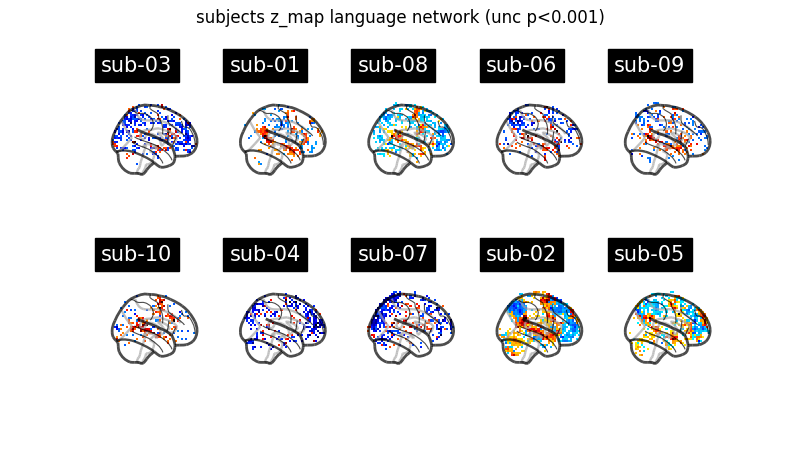 subjects z_map language network (unc p<0.001)
sub-03 sub-01 sub-08 sub-06 sub-09
sub-10 sub-04 sub-07 sub-02 sub-05